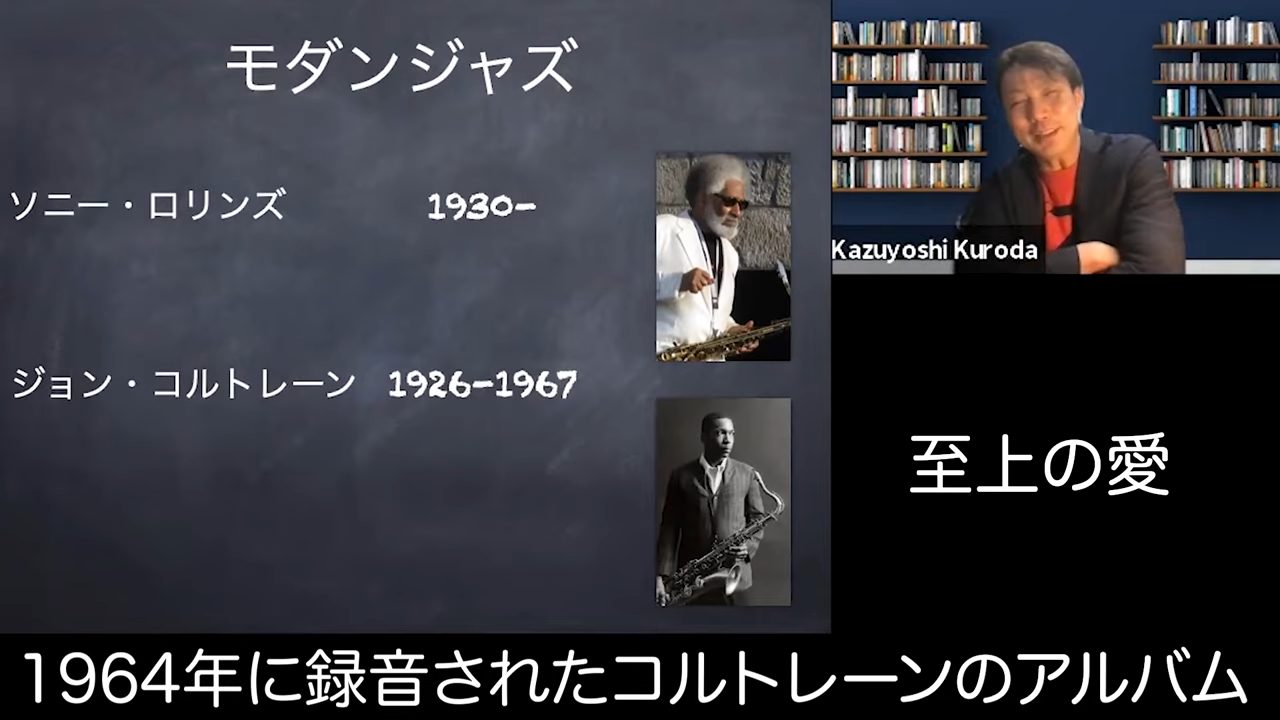 モダンジャズ
ソニー・ロリンズ 1930-
ジョン・コルトレーン 1926-1967
Kazuyoshi Kuroda
至上の愛
1964年に録音されたコルトレーンのアルバム